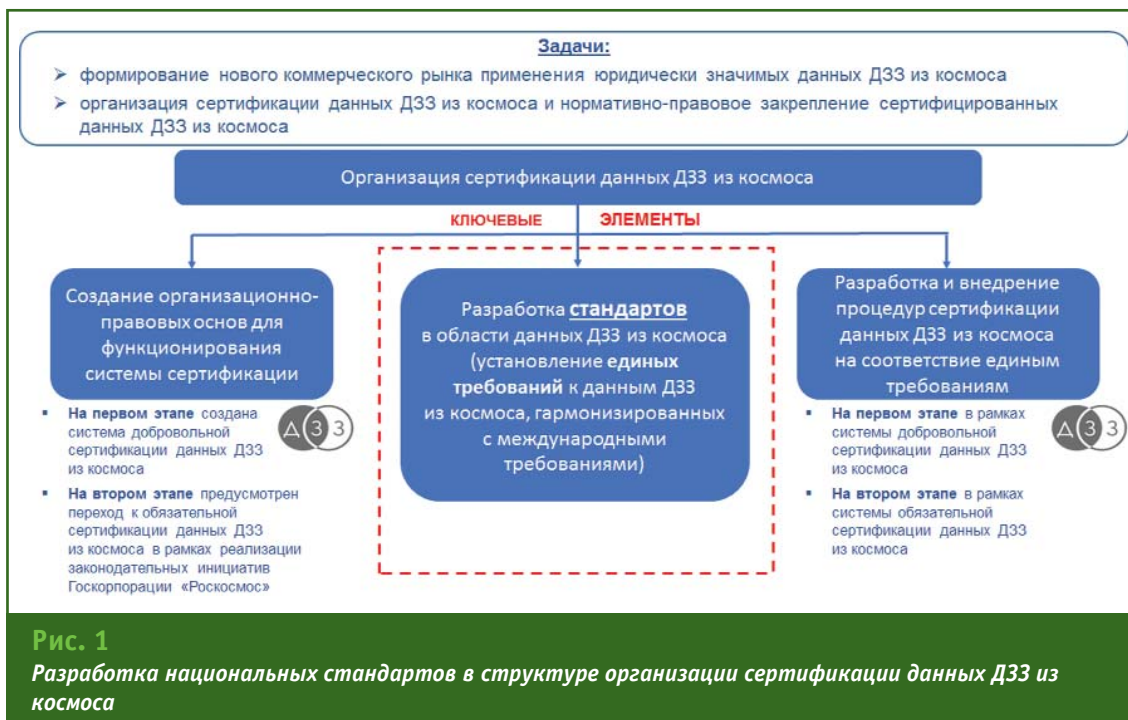 Задачи:
➢ формирование нового коммерческого рынка применения юридически значимых данных ДЗЗ из космоса
➢ организация сертификации данных ДЗЗ из космоса и нормативно-правовое закрепление сертифицированных
данных ДЗЗ из космоса
Организация сертификации данных ДЗЗ из космоса
КЛЮЧЕВЫЕ ЭЛЕМЕНТЫ
Создание организационно-
правовых основ для
функционирования
системы сертификации
▪ На первом этапе создана
система добровольной
сертификации данных ДЗЗ
из космоса
ДЗЗ
▪ На втором этапе предусмотрен
переход к обязательной
сертификации данных ДЗЗ
из космоса в рамках реализации
законодательных инициатив
Госкорпорации «Роскосмос»
Разработка стандартов
в области данных ДЗЗ из космоса
(установление единых
требований к данным ДЗЗ
из космоса, гармонизированных
с международными
требованиями)
Разработка и внедрение
процедур сертификации
данных ДЗЗ из космоса
на соответствие единым
требованиям
▪ На первом этапе в рамках
системы добровольной
сертификации данных ДЗЗ
из космоса
ДЗЗ
▪ На втором этапе в рамках
системы обязательной
сертификации данных ДЗЗ
из космоса
Рис. 1
Разработка национальных стандартов в структуре организации сертификации данных ДЗЗ из
космоса